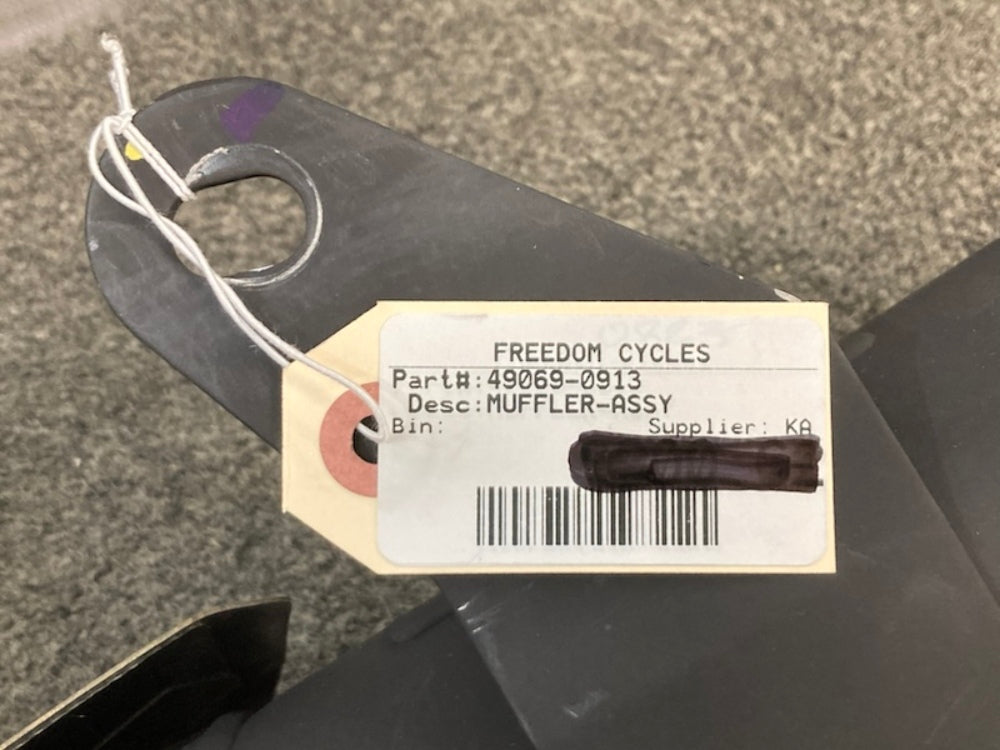 FREEDOM CYCLES
Part#:49069-0913
Desc:MUFFLER-ASSY
Bin: Supplier: KA